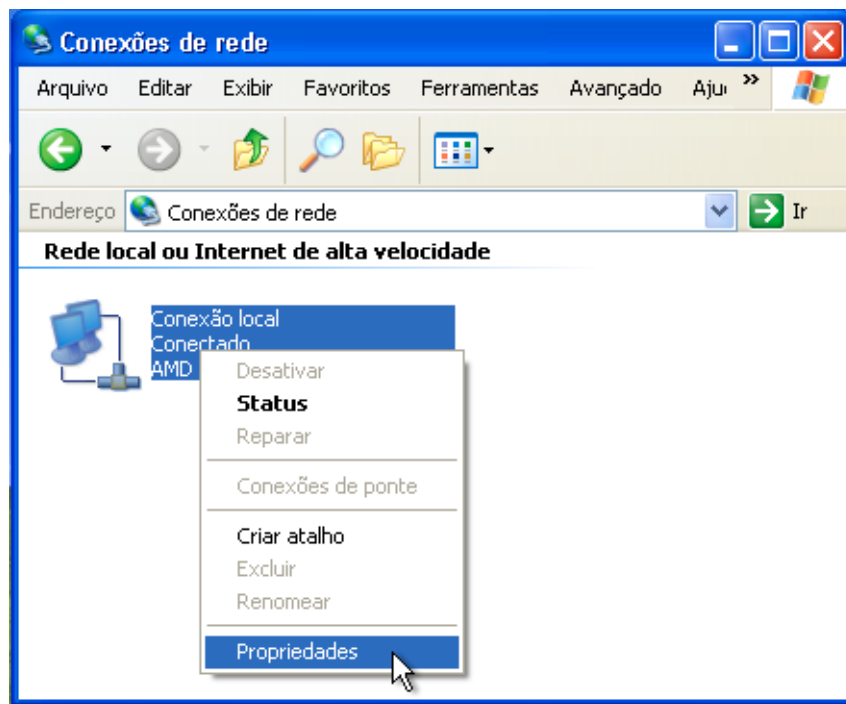 Conexões de rede
Arquivo Editar Exibir Favoritos Ferramentas Avançado Aju »
Endereço Conexões de rede Ir
Rede local ou Internet de alta velocidade
Conexão local
Conectado
AMD
Desativar
Status
Reparar
Conexões de ponte
Criar atalho
Excluir
Renomear
Propriedades